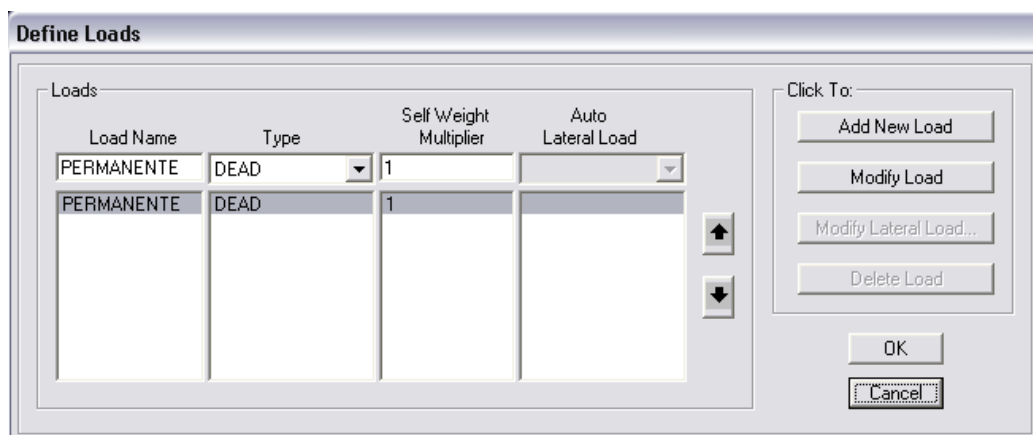 Define Loads
Loads
Click To:
Load Name
Type
Self Weight
Multiplier
Auto
Lateral Load
PERMANENTE
DEAD
1
PERMANENTE
DEAD
1
Add New Load
Modify Load
Modify Lateral Load...
Delete Load
OK
Cancel